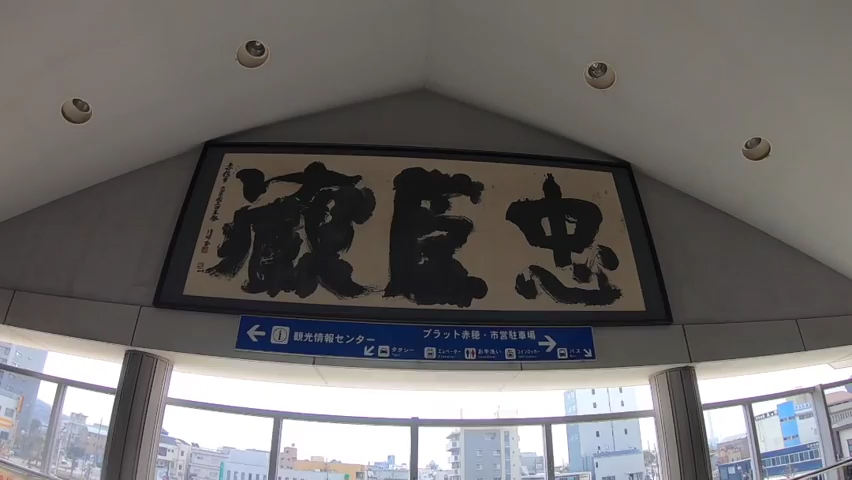 忠臣蔵
観光情報センター
プラット赤穂・市営駐車場
タクシー
エレベーター
お手洗い
コインロッカー
バス